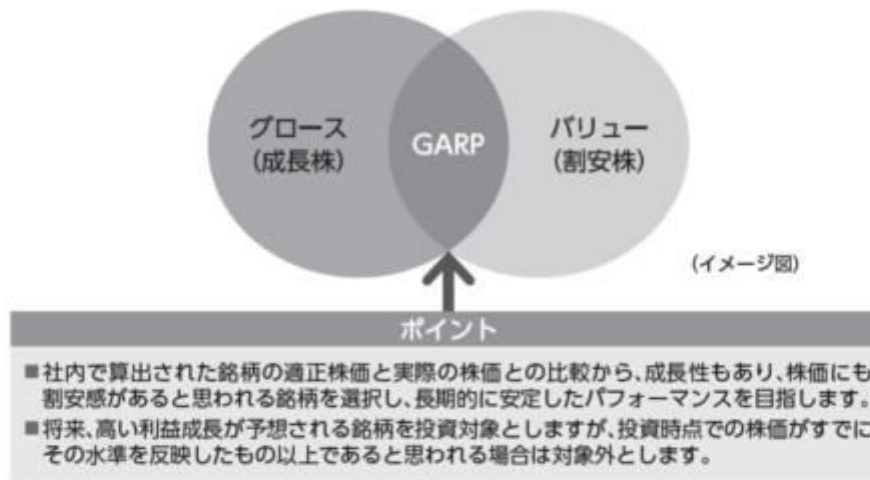 グロース
(成長株)
GARP
バリュー
(割安株)
(イメージ図)
ポイント
■社内で算出された銘柄の適正株価と実際の株価との比較から、成長性もあり、株価にも
割安感があると思われる銘柄を選択し、長期的に安定したパフォーマンスを目指します。
■将来、高い利益成長が予想される銘柄を投資対象としますが、投資時点での株価がすでに
その水準を反映したもの以上であると思われる場合は対象外とします。